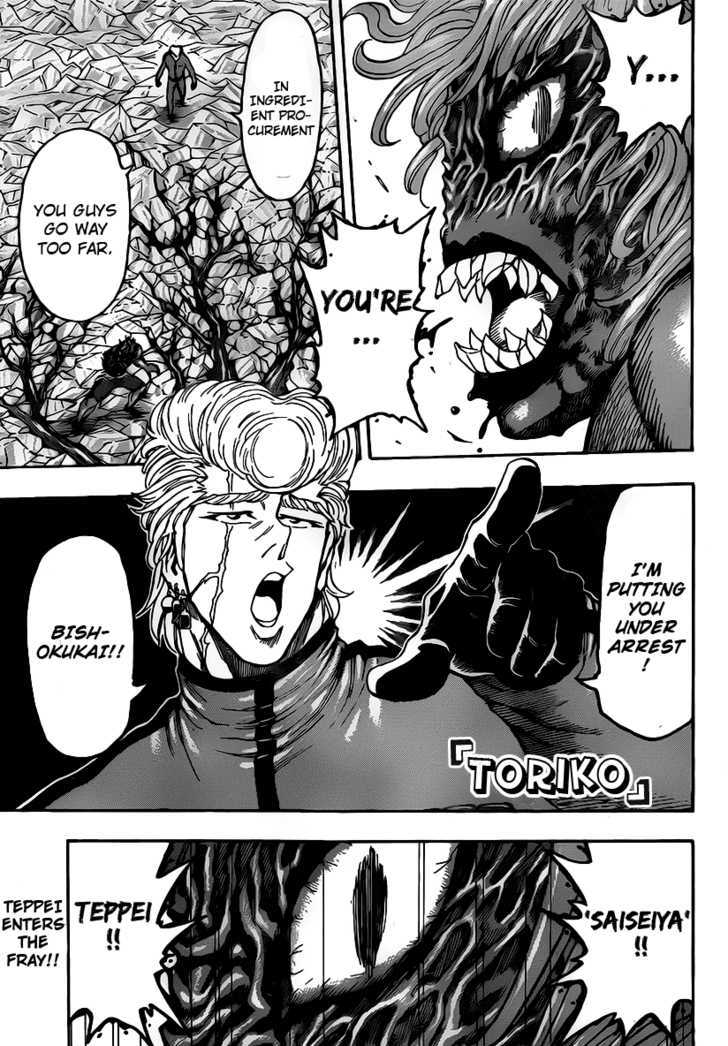 Y...
YOU'RE
...
IN
INGREDI-
ENT PRO-
CUREMENT
YOU GUYS
GO WAY
TOO FAR.
I'M
PUTTING
YOU
UNDER
ARREST
!
BISH-
OKUKAI!!
『TORIKO』
'SAISEIYA'
!!
TEPPEI
!!
TEPPEI
ENTERS
THE
FRAY!!